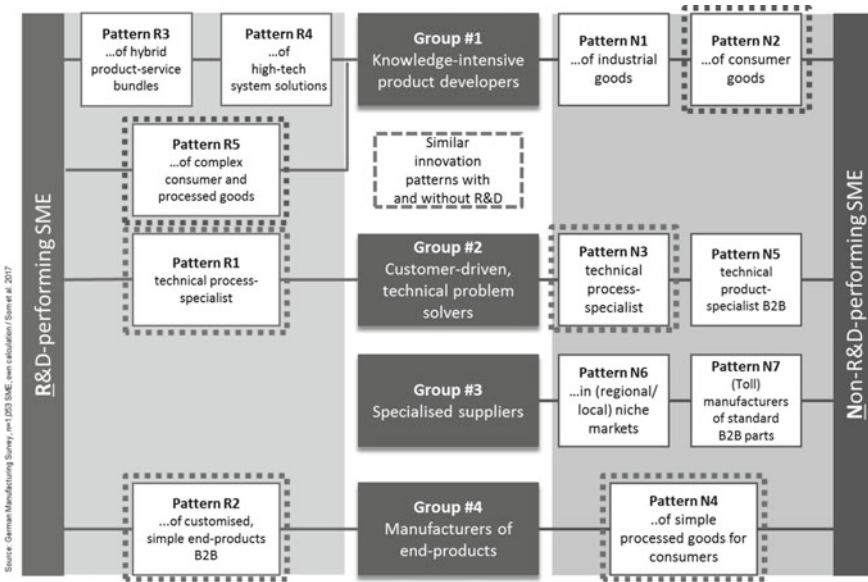 Pattern R3
...of hybrid
product-service
bundles
Pattern R4
...of
high-tech
system solutions
Group #1
Knowledge-intensive
product developers
Pattern N1
...of industrial
goods
Pattern N2
...of consumer
goods
Pattern R5
...of complex
consumer and
processed goods
Similar
innovation
patterns with
and without R&D
R&D-performing SME
Non-R&D-performing SME
Pattern R1
technical process-
specialist
Group #2
Customer-driven,
technical problem
solvers
Pattern N3
technical
process-
specialist
Pattern N5
technical
product-
specialist B2B
Group #3
Specialised suppliers
Pattern N6
...in (regional/
local) niche
markets
Pattern N7
(Toll)
manufacturers
of standard
B2B parts
Pattern R2
...of customised,
simple end-products
B2B
Group #4
Manufacturers of
end-products
Pattern N4
...of simple
processed goods for
consumers
Source: German Manufacturing Survey, n=1,053 SME, own calculation / Som et al. 2017